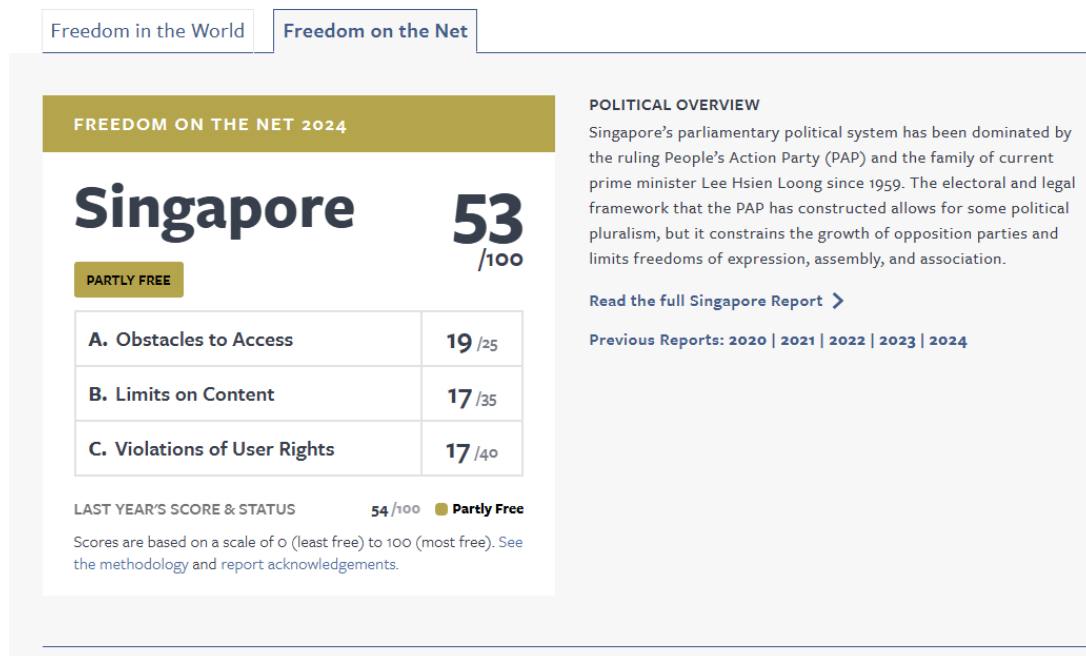 Freedom in the World
Freedom on the Net
FREEDOM ON THE NET 2024
Singapore
53
/100
PARTLY FREE
A. Obstacles to Access 19 /25
B. Limits on Content 17 /35
C. Violations of User Rights 17 /40
LAST YEAR'S SCORE & STATUS 54 /100 Partly Free
Scores are based on a scale of 0 (least free) to 100 (most free). See
the methodology and report acknowledgements.
POLITICAL OVERVIEW
Singapore's parliamentary political system has been dominated by
the ruling People's Action Party (PAP) and the family of current
prime minister Lee Hsien Loong since 1959. The electoral and legal
framework that the PAP has constructed allows for some political
pluralism, but it constrains the growth of opposition parties and
limits freedoms of expression, assembly, and association.
Read the full Singapore Report
Previous Reports: 2020 | 2021 | 2022 | 2023 | 2024